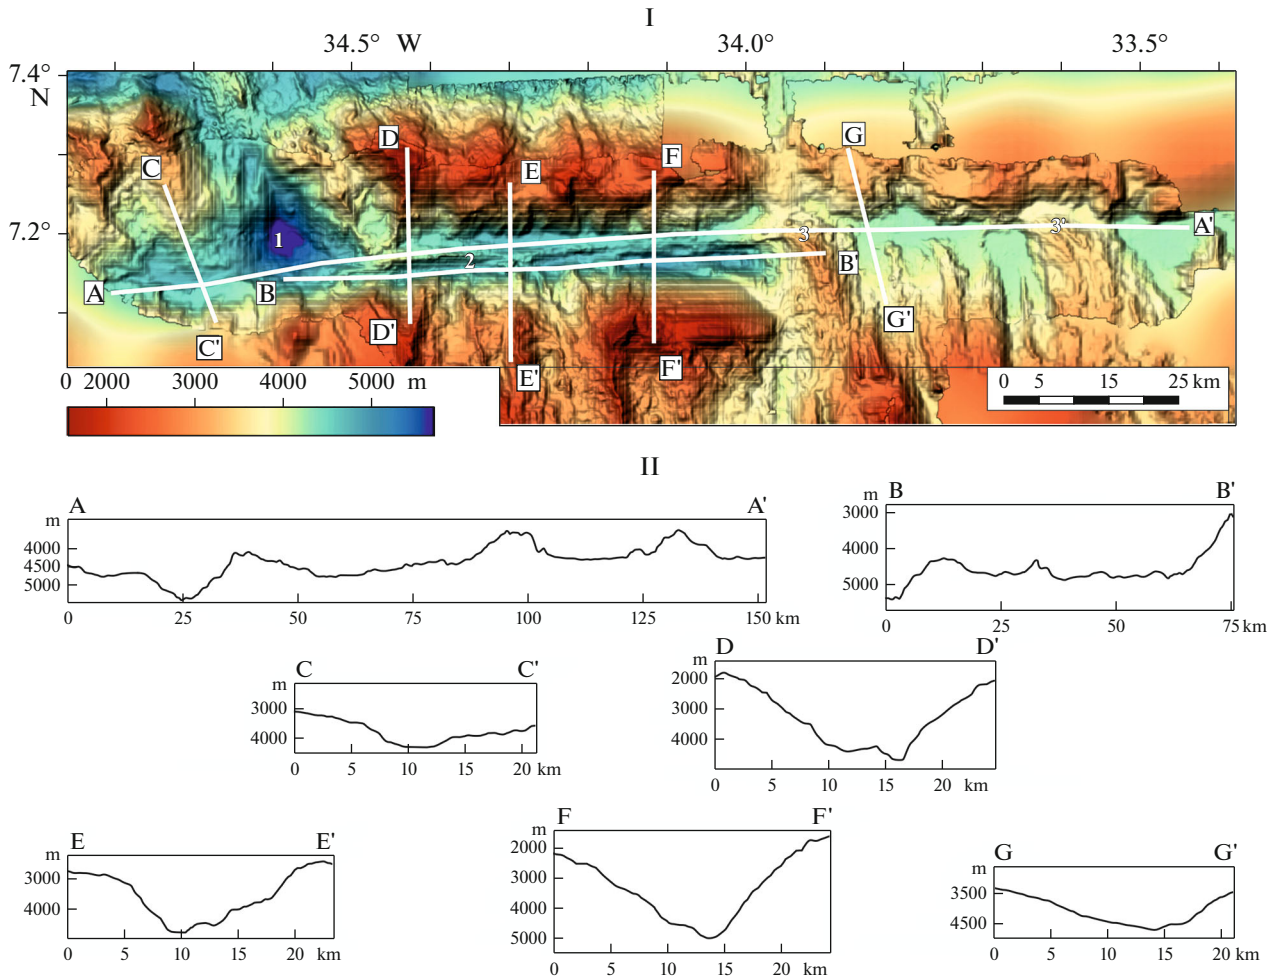 I
34.5° W 34.0° 33.5°
7.4°
N
7.2°
C D E F G
1 2 3 3'
A B B' A'
C' D' E' F' G'
0 2000 3000 4000 5000 m
0 5 15 25 km
II
A A'
m
4000
4500
5000
0 25 50 75 100 125 150 km
B B'
m
3000
4000
5000
0 25 50 75 km
C C'
m
3000
4000
0 5 10 15 20 km
D D'
m
2000
3000
4000
0 5 10 15 20 km
E E'
m
3000
4000
0 5 10 15 20 km
F F'
m
2000
3000
4000
5000
0 5 10 15 20 km
G G'
m
3500
4500
0 5 10 15 20 km